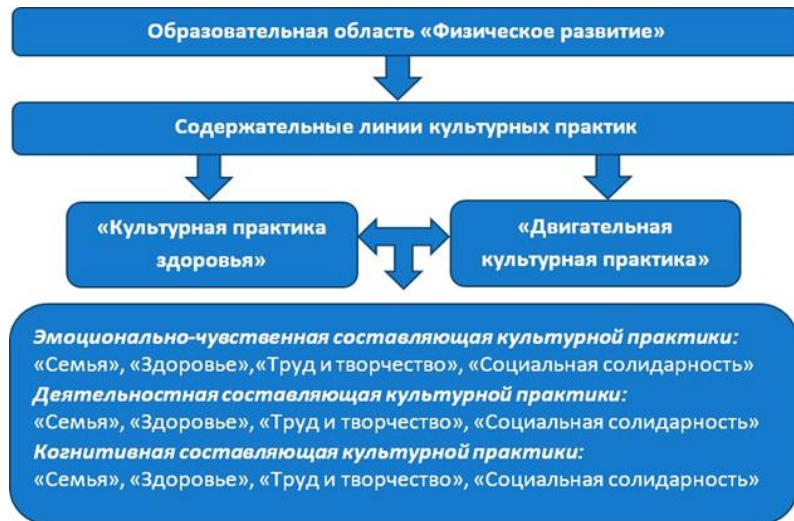 Образовательная область «Физическое развитие»
Содержательные линии культурных практик
«Культурная практика
здоровья»
«Двигательная
культурная практика»
Эмоционально-чувственная составляющая культурной практики:
«Семья», «Здоровье»,«Труд и творчество», «Социальная солидарность»
Деятельностная составляющая культурной практики:
«Семья», «Здоровье», «Труд и творчество», «Социальная солидарность»
Когнитивная составляющая культурной практики:
«Семья», «Здоровье», «Труд и творчество», «Социальная солидарность»